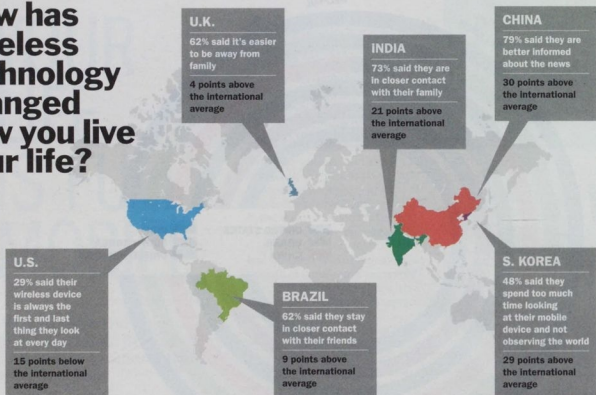 w has
eless
hnology
anged
w you live
ur life?
U.K.
62% said it's easier
to be away from
family
4 points above
the international
average
INDIA
73% said they are
in closer contact
with their family
21 points above
the international
average
CHINA
79% said they are
better informed
about the news
30 points above
the international
average
U.S.
29% said their
wireless device
is always the
first and last
thing they look
at every day
15 points below
the international
average
BRAZIL
62% said they stay
in closer contact
with their friends
9 points above
the international
average
S. KOREA
48% said they
spend too much
time looking
at their mobile
device and not
observing the world
29 points above
the international
average